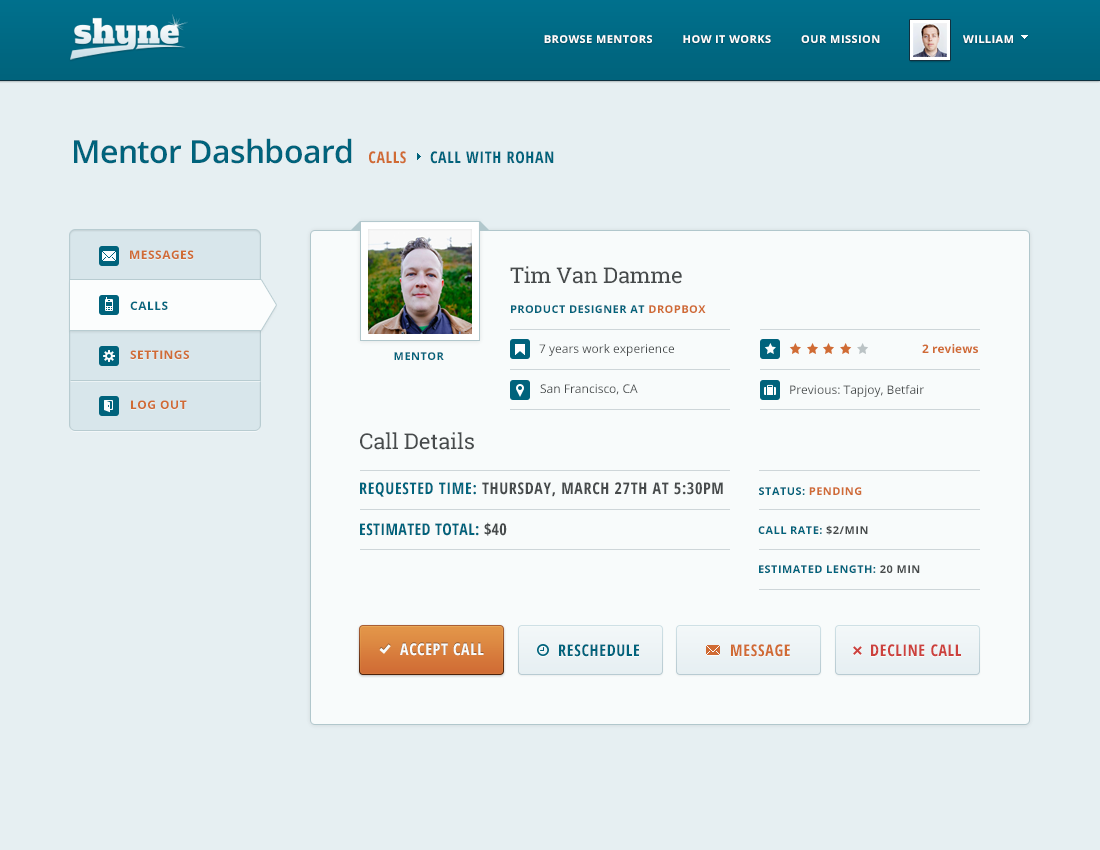 shyne
BROWSE MENTORS
HOW IT WORKS
OUR MISSION
WILLIAM
Mentor Dashboard
CALLS
CALL WITH ROHAN
MESSAGES
CALLS
SETTINGS
LOG OUT
MENTOR
Tim Van Damme
PRODUCT DESIGNER AT DROPBOX
7 years work experience
2 reviews
San Francisco, CA
Previous: Tapjoy, Betfair
Call Details
REQUESTED TIME: THURSDAY, MARCH 27TH AT 5:30PM
ESTIMATED TOTAL: $40
STATUS: PENDING
CALL RATE: $2/MIN
ESTIMATED LENGTH: 20 MIN
ACCEPT CALL
RESCHEDULE
MESSAGE
DECLINE CALL